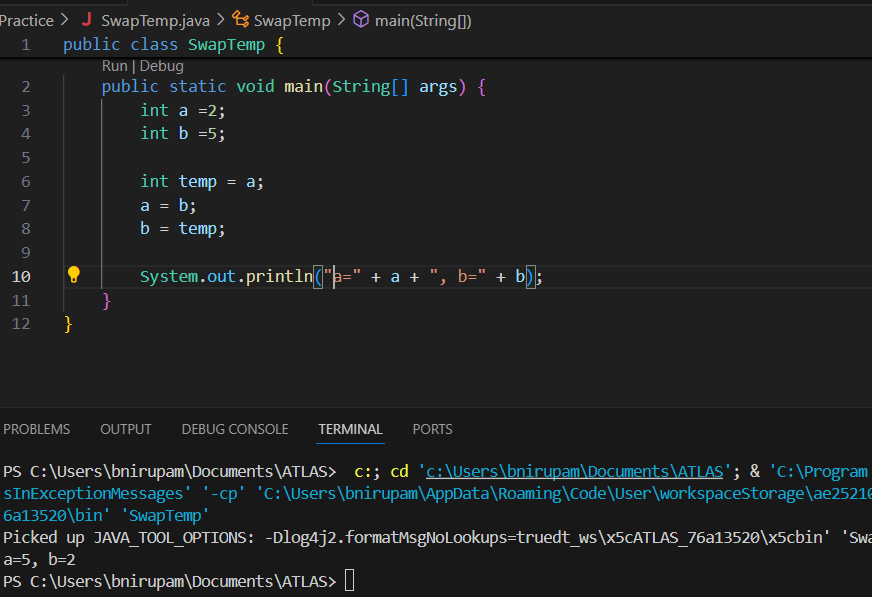 Practice > J SwapTemp.java > SwapTemp > main(String[])
1 public class SwapTemp {
Run | Debug
2 public static void main(String[] args) {
3 int a =2;
4 int b =5;
5
6 int temp = a;
7 a = b;
8 b = temp;
9
10 System.out.println("a=" + a + ", b=" + b);
11 }
12 }
PROBLEMS OUTPUT DEBUG CONSOLE TERMINAL PORTS
PS C:\Users\bnirupam\Documents\ATLAS> c:; cd 'c:\Users\bnirupam\Documents\ATLAS'; & 'C:\Program
sInExceptionMessages' '-cp' 'C:\Users\bnirupam\AppData\Roaming\Code\User\workspaceStorage\ae25210
6a13520\bin' 'SwapTemp'
Picked up JAVA_TOOL_OPTIONS: -Dlog4j2.formatMsgNoLookups=truedt_ws\x5cATLAS_76a13520\x5cbin' 'Swa
a=5, b=2
PS C:\Users\bnirupam\Documents\ATLAS>